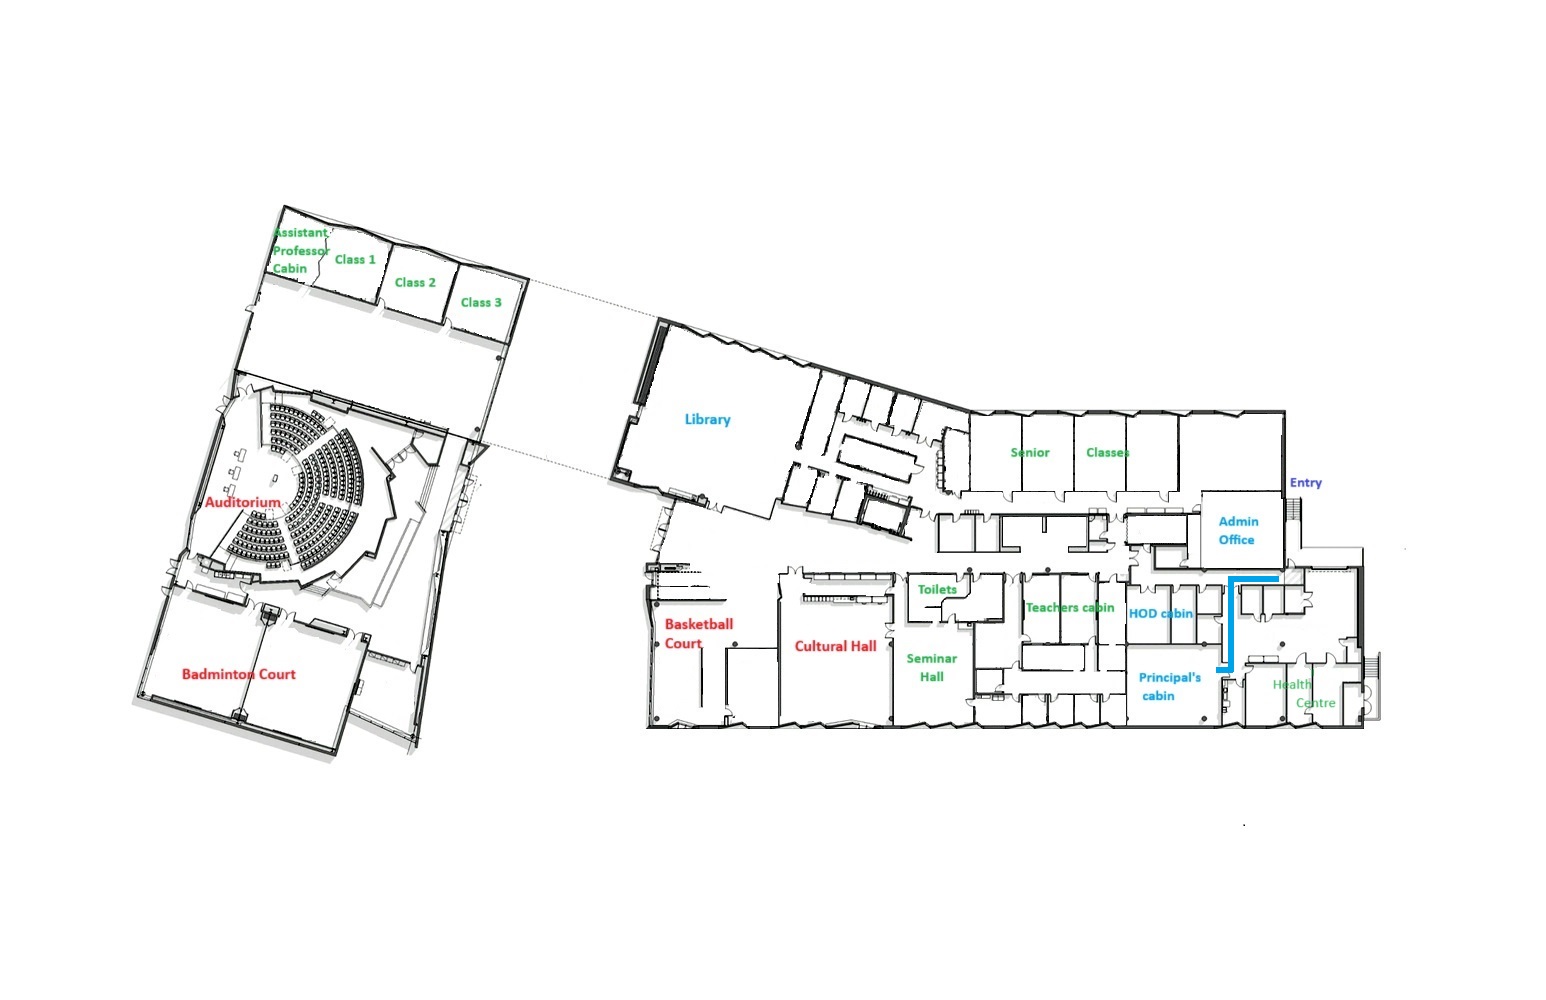 Assistant
Professor
Cabin
Class 1
Class 2
Class 3
Auditorium
Badminton Court
Library
Senior
Classes
Entry
Admin
Office
Toilets
Teachers cabin
HOD cabin
Basketball
Court
Cultural Hall
Seminar
Hall
Principal's
cabin
Health
Centre